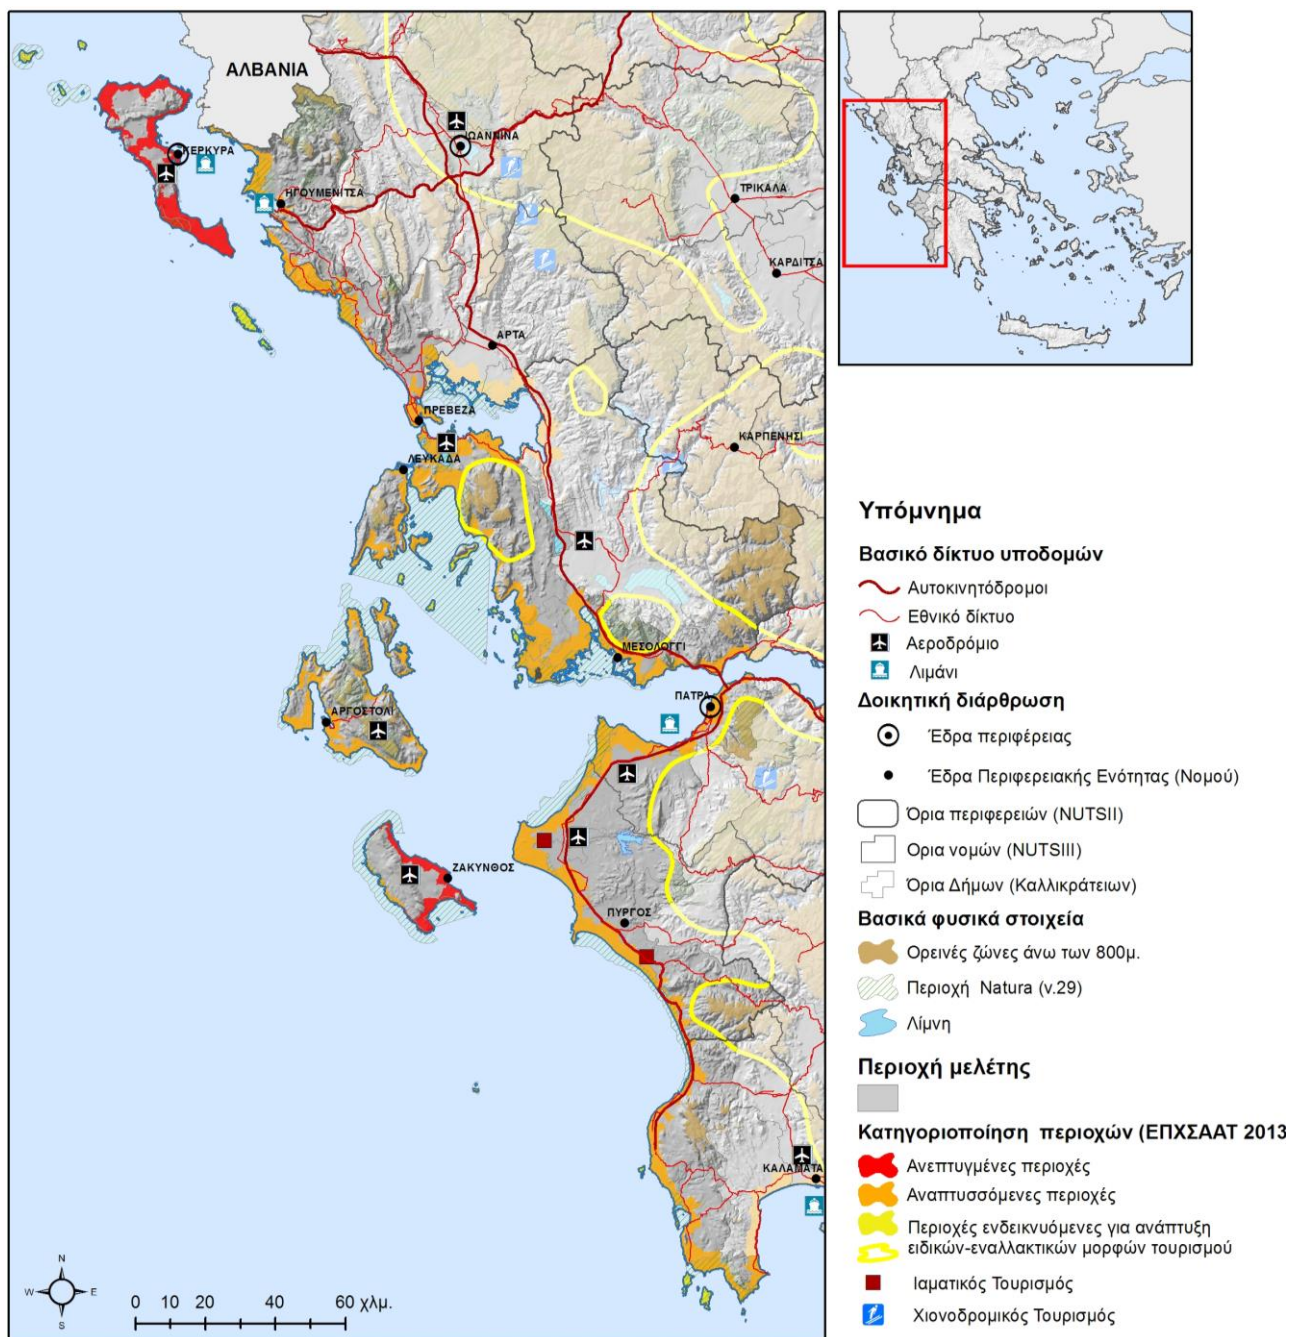 ΑΛΒΑΝΙΑ
ΙΩΑΝΝΙΝΑ
ΚΕΡΚΥΡΑ
ΗΓΟΥΜΕΝΙΤΣΑ
ΤΡΙΚΑΛΑ
ΚΑΡΔΙΤΣΑ
ΑΡΤΑ
ΠΡΕΒΕΖΑ
ΚΑΡΠΕΝΗΣΙ
ΛΕΥΚΑΔΑ
ΜΕΣΟΛΟΓΓΙ
ΠΑΤΡΑ
ΑΡΓΟΣΤΟΛΙ
ΖΑΚΥΝΘΟΣ
ΠΥΡΓΟΣ
ΚΑΛΑΜΑΤΑ
N
W E
S
0 10 20 40 60 χλμ.
Υπόμνημα
Βασικό δίκτυο υποδομών
Αυτοκινητόδρομοι
Εθνικό δίκτυο
Αεροδρόμιο
Λιμάνι
Δοικητική διάρθρωση
Έδρα περιφέρειας
Έδρα Περιφερειακής Ενότητας (Νομού)
Όρια περιφερειών (NUTSII)
Ορια νομών (NUTSIII)
Όρια Δήμων (Καλλικράτειων)
Βασικά φυσικά στοιχεία
Ορεινές ζώνες άνω των 800μ.
Περιοχή Natura (v.29)
Λίμνη
Περιοχή μελέτης
Κατηγοριοποίηση περιοχών (ΕΠΧΣΑΑΤ 2013
Ανεπτυγμένες περιοχές
Αναπτυσσόμενες περιοχές
Περιοχές ενδεικνυόμενες για ανάπτυξη
ειδικών-εναλλακτικών μορφών τουρισμού
Ιαματικός Τουρισμός
Χιονοδρομικός Τουρισμός